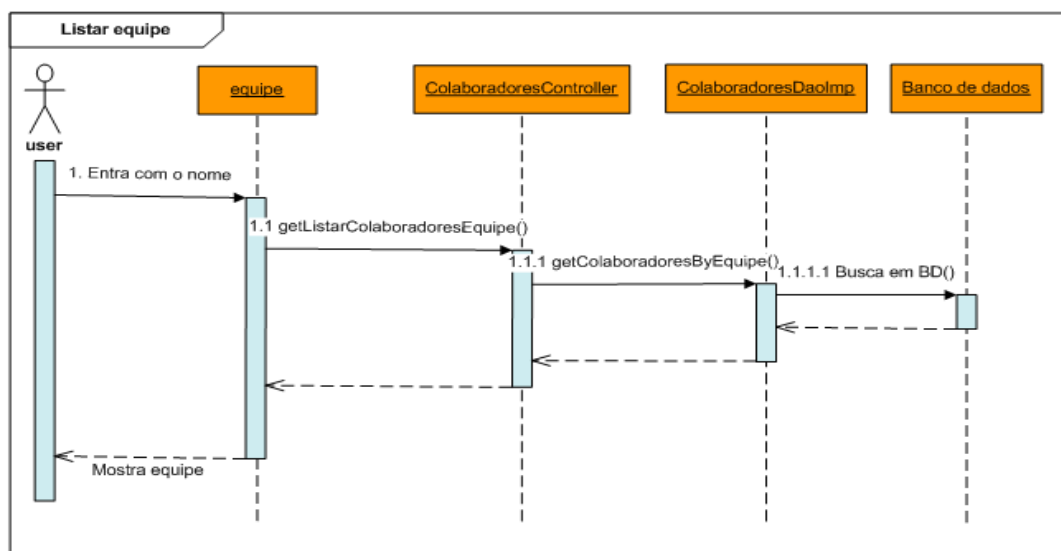 Listar equipe
equipe
ColaboradoresController
ColaboradoresDaoImp
Banco de dados
user
1. Entra com o nome
1.1 getListarColaboradoresEquipe()
1.1.1 getColaboradoresByEquipe()
1.1.1.1 Busca em BD()
Mostra equipe